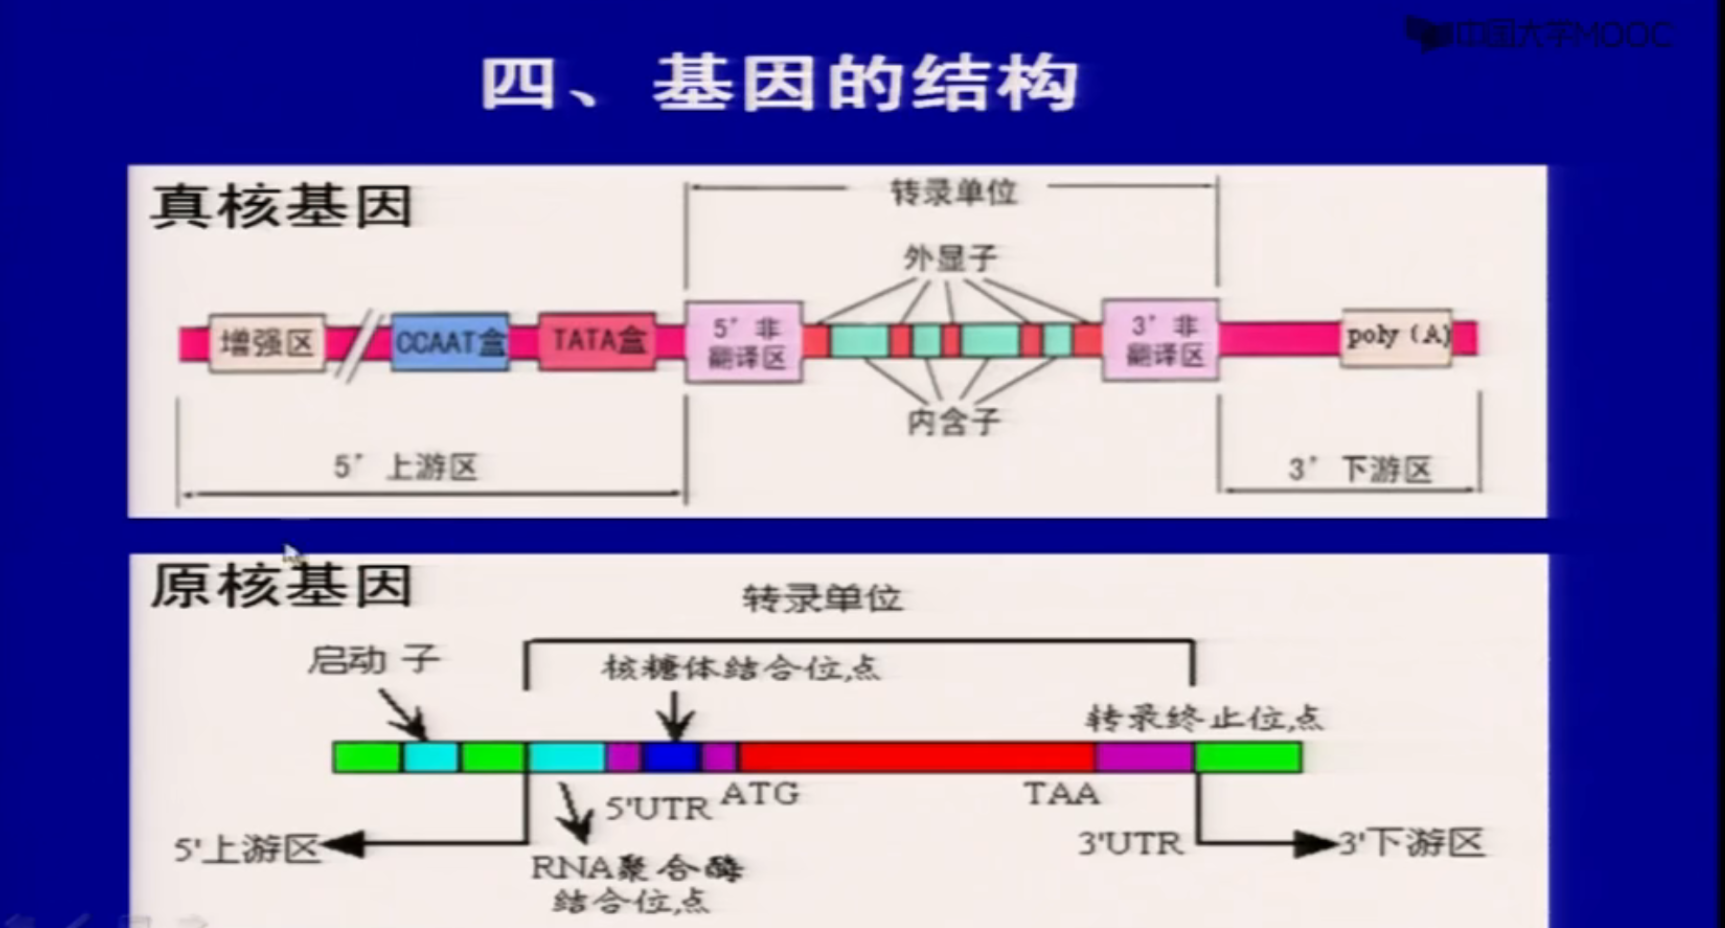 中国大学MOOC
四、基因的结构
真核基因
转录单位
外显子
增强区
CCAAT盒
TATA盒
5' 非
翻译区
3' 非
翻译区
poly (A)
内含子
5' 上游区
3' 下游区
原核基因
转录单位
启动 子
核糖体结合位点
转录终止位点
5'UTR
ATG
TAA
3'UTR
5'上游区
3'下游区
RNA聚合酶
结合位点